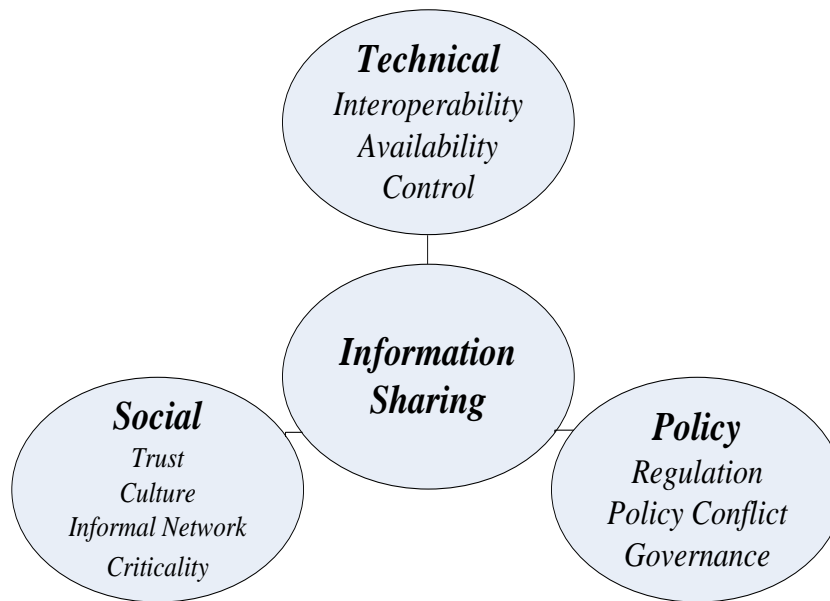 Technical
Interoperability
Availability
Control
Information
Sharing
Social
Trust
Culture
Informal Network
Criticality
Policy
Regulation
Policy Conflict
Governance